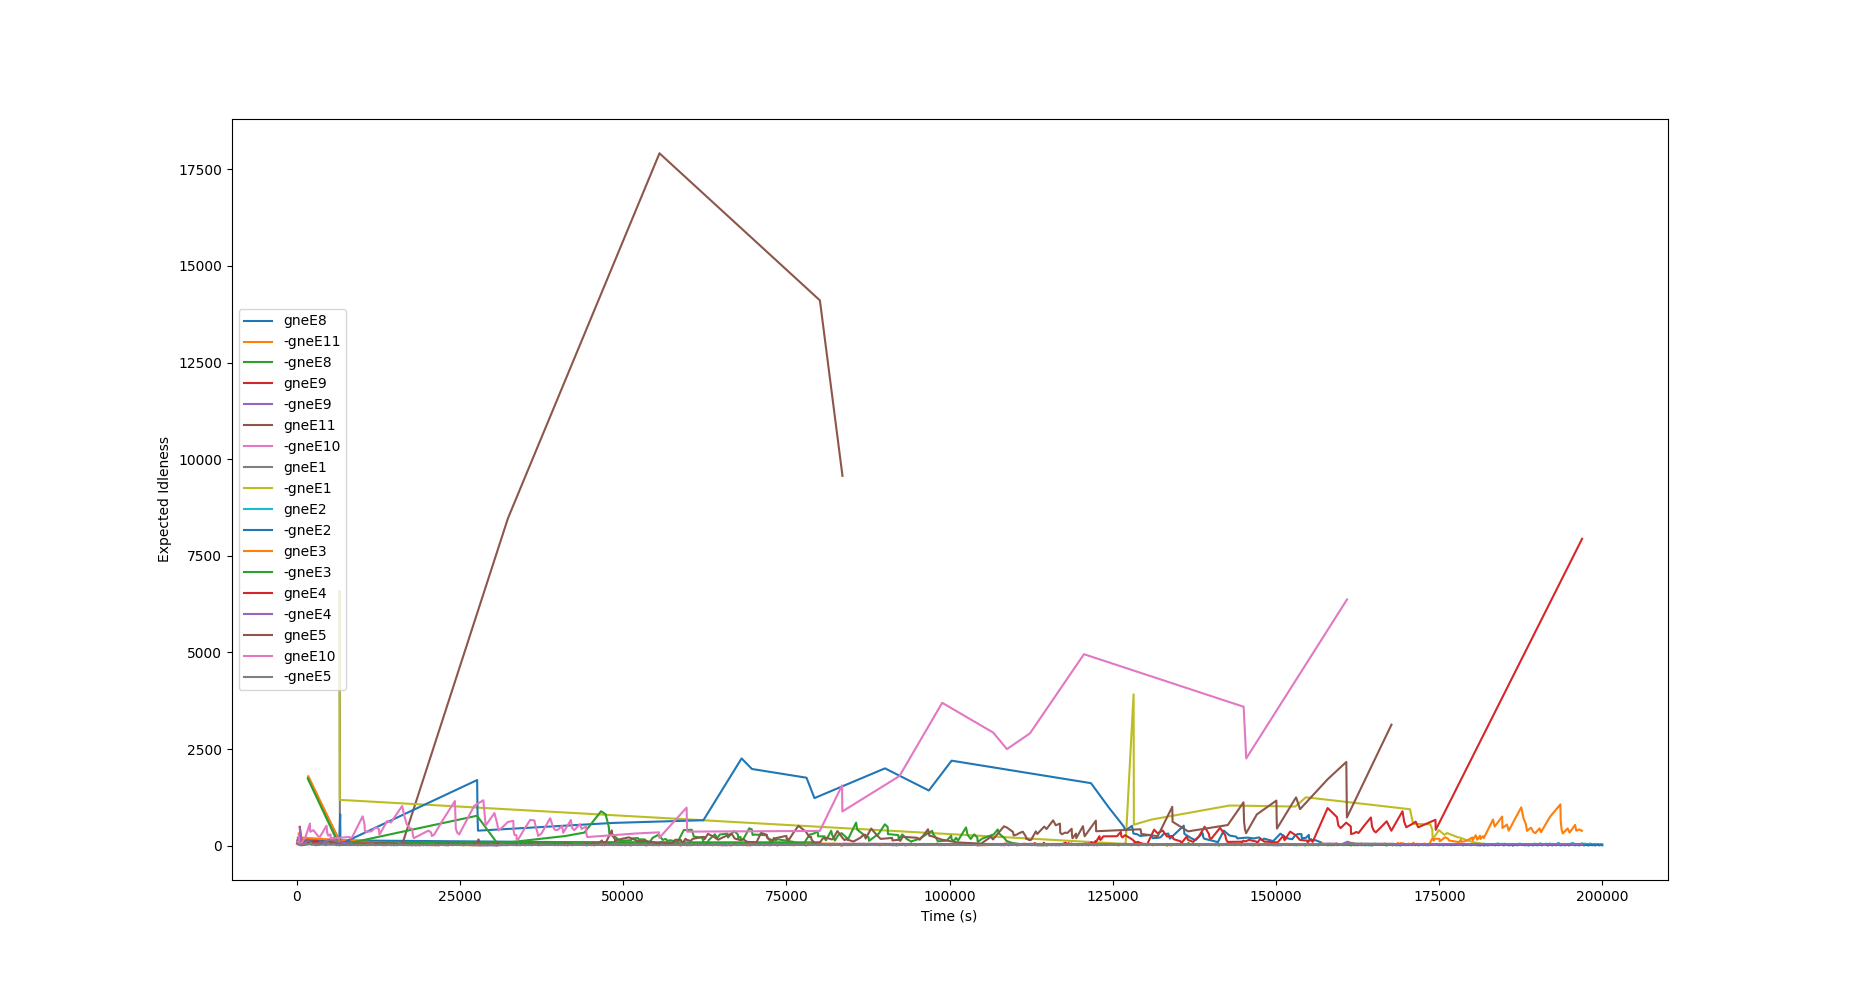 17500
15000
12500
10000
7500
5000
2500
0
Expected Idleness
gneE8
-gneE11
-gneE8
gneE9
-gneE9
gneE11
-gneE10
gneE1
-gneE1
gneE2
-gneE2
gneE3
-gneE3
gneE4
-gneE4
gneE5
gneE10
-gneE5
0 25000 50000 75000 100000 125000 150000 175000 200000
Time (s)